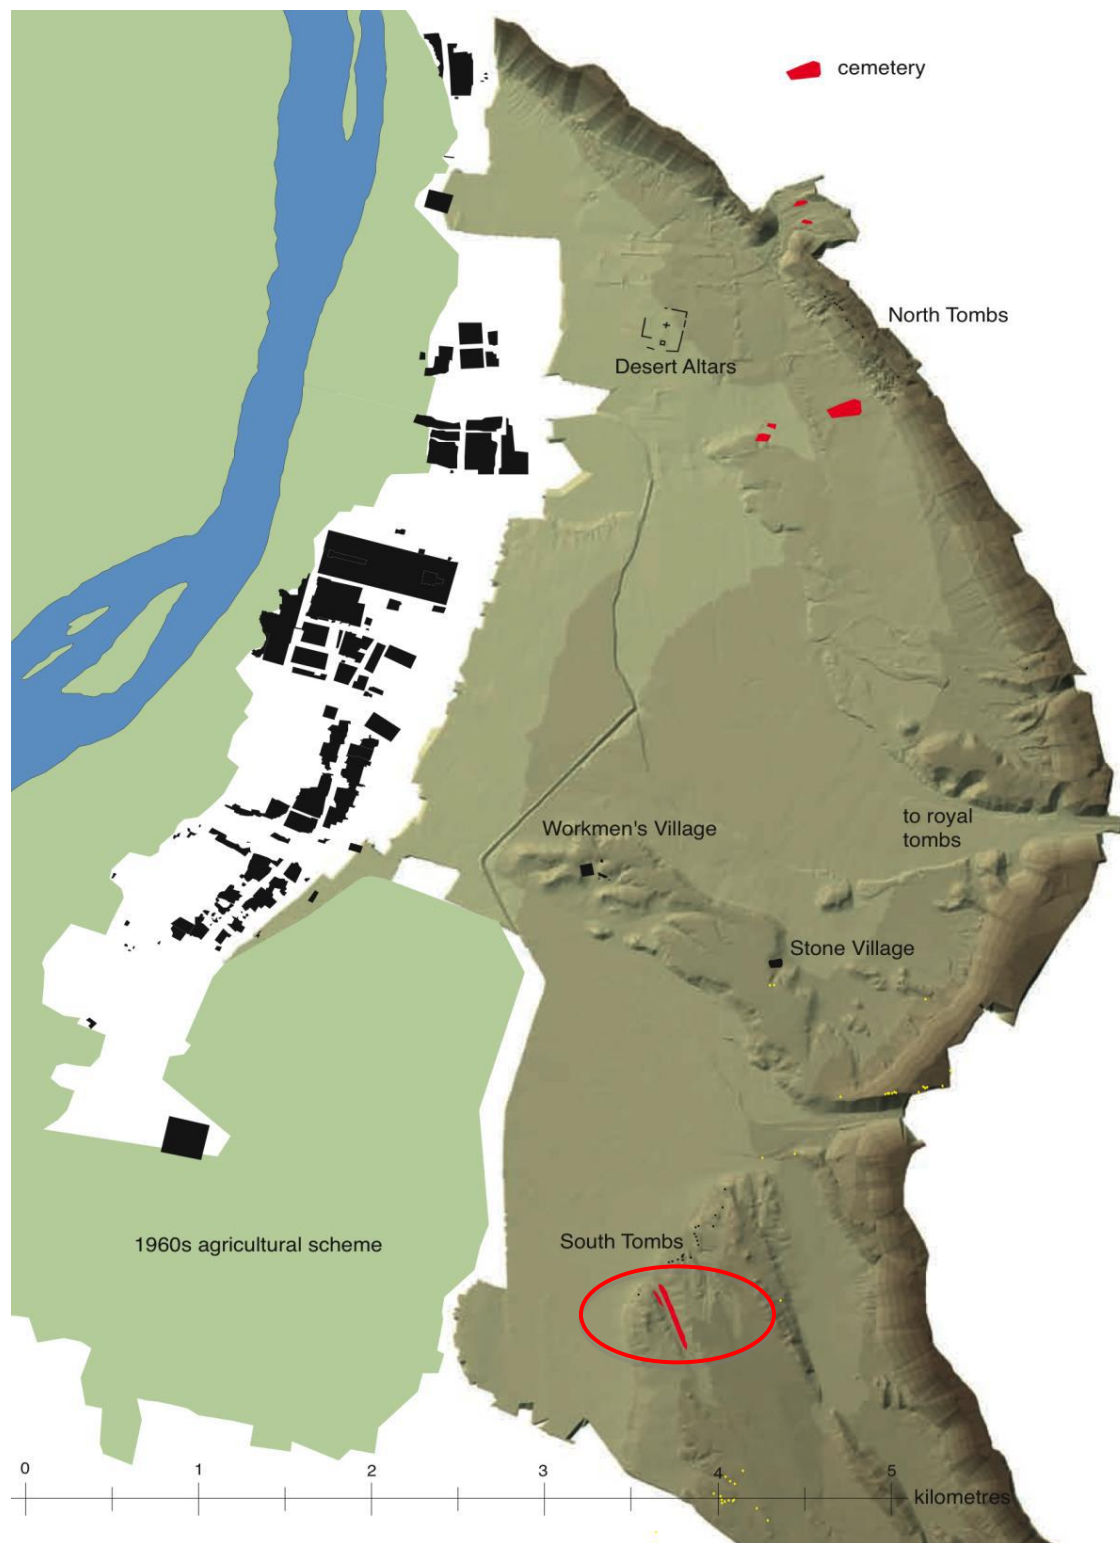 cemetery
North Tombs
Desert Altars
to royal
tombs
Workmen's Village
Stone Village
South Tombs
1960s agricultural scheme
0 1 2 3 4 5
kilometres